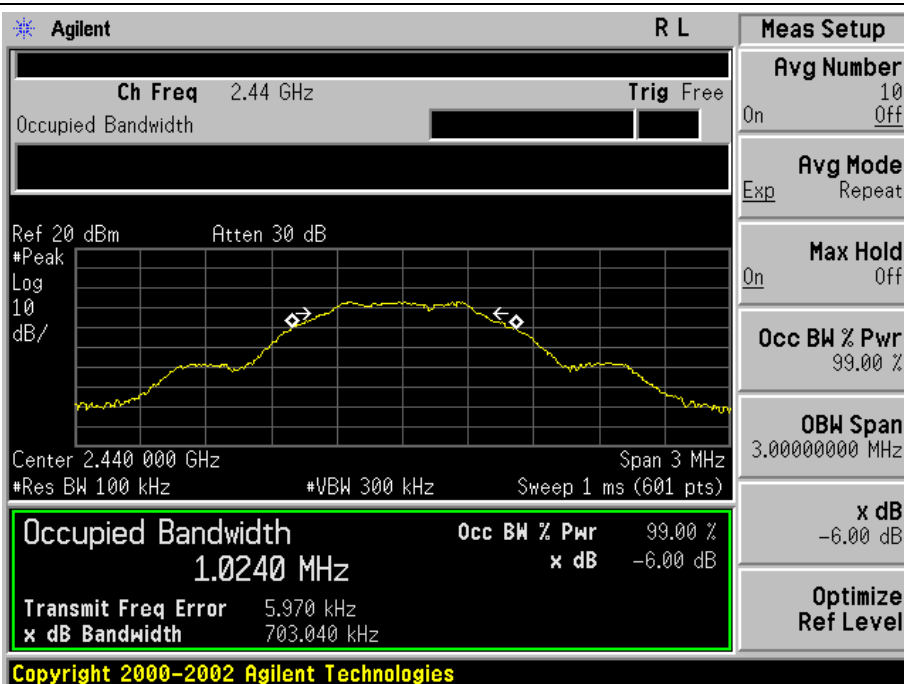 Agilent R L
Ch Freq 2.44 GHz Trig Free
Occupied Bandwidth
Ref 20 dBm Atten 30 dB
#Peak
Log
10
dB/
Center 2.440 000 GHz Span 3 MHz
#Res BW 100 kHz #VBW 300 kHz Sweep 1 ms (601 pts)
Occupied Bandwidth Occ BW % Pwr 99.00 %
1.0240 MHz x dB -6.00 dB
Transmit Freq Error 5.970 kHz
x dB Bandwidth 703.040 kHz
Copyright 2000-2002 Agilent Technologies
Meas Setup
Avg Number
10
On Off
Avg Mode
Exp Repeat
Max Hold
On Off
Occ BW % Pwr
99.00 %
OBW Span
3.00000000 MHz
x dB
-6.00 dB
Optimize
Ref Level